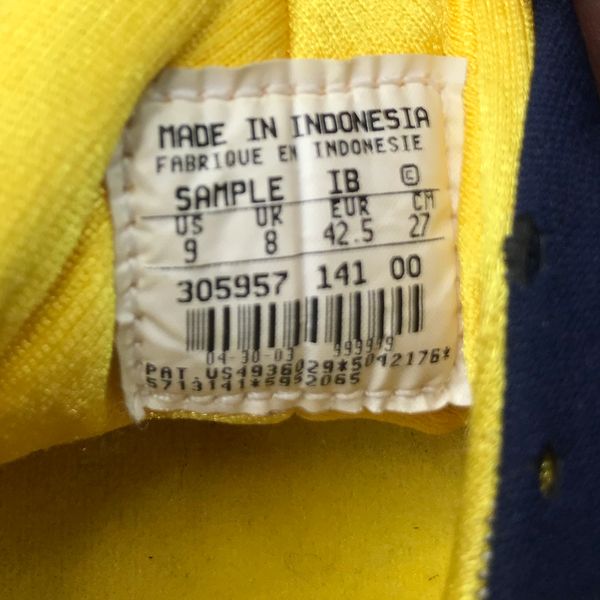 MADE IN INDONESIA
FABRIQUE EN INDONESIE
SAMPLE IB Ⓢ
US UK EUR CM
9 8 42.5 27
305957 141 00
04-30-03 999999
PAT. US4936029*5042176*
5713141*5952065